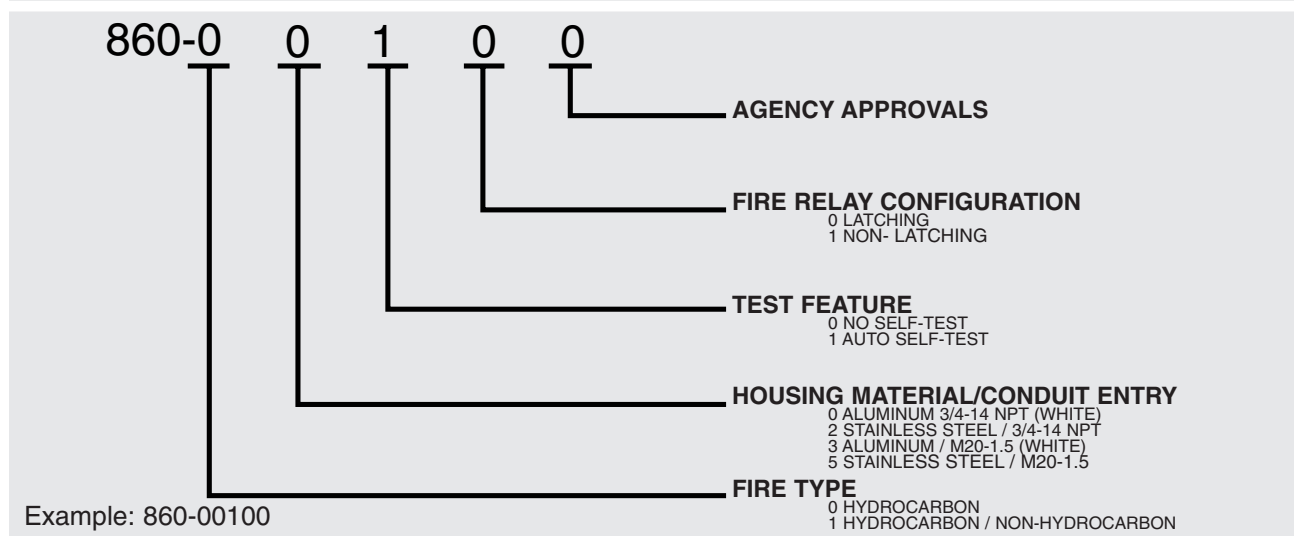 860-0 0 1 0 0
AGENCY APPROVALS
FIRE RELAY CONFIGURATION
0 LATCHING
1 NON- LATCHING
TEST FEATURE
0 NO SELF-TEST
1 AUTO SELF-TEST
HOUSING MATERIAL/CONDUIT ENTRY
0 ALUMINUM 3/4-14 NPT (WHITE)
2 STAINLESS STEEL / 3/4-14 NPT
3 ALUMINUM / M20-1.5 (WHITE)
5 STAINLESS STEEL / M20-1.5
FIRE TYPE
0 HYDROCARBON
1 HYDROCARBON / NON-HYDROCARBON
Example: 860-00100